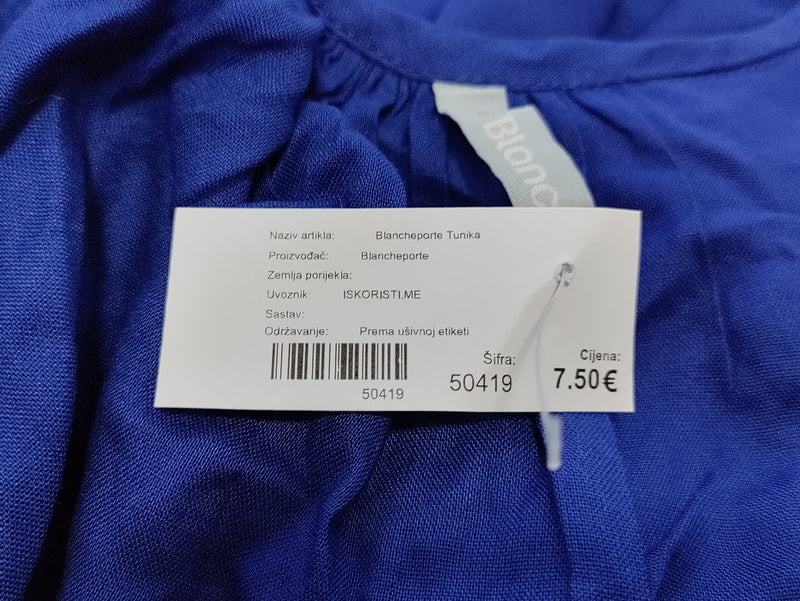 Blanc
Naziv artikla: Blancheporte Tunika
Proizvođač: Blancheporte
Zemlja porijekla:
Uvoznik: ISKORISTI.ME
Sastav:
Održavanje: Prema ušivnoj etiketi
50419
Šifra:
50419
Cijena:
7.50€